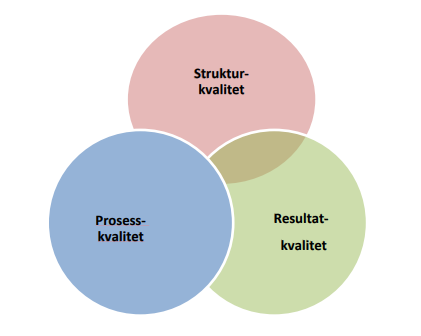 Struktur-
kvalitet
Prosess-
kvalitet
Resultat-
kvalitet